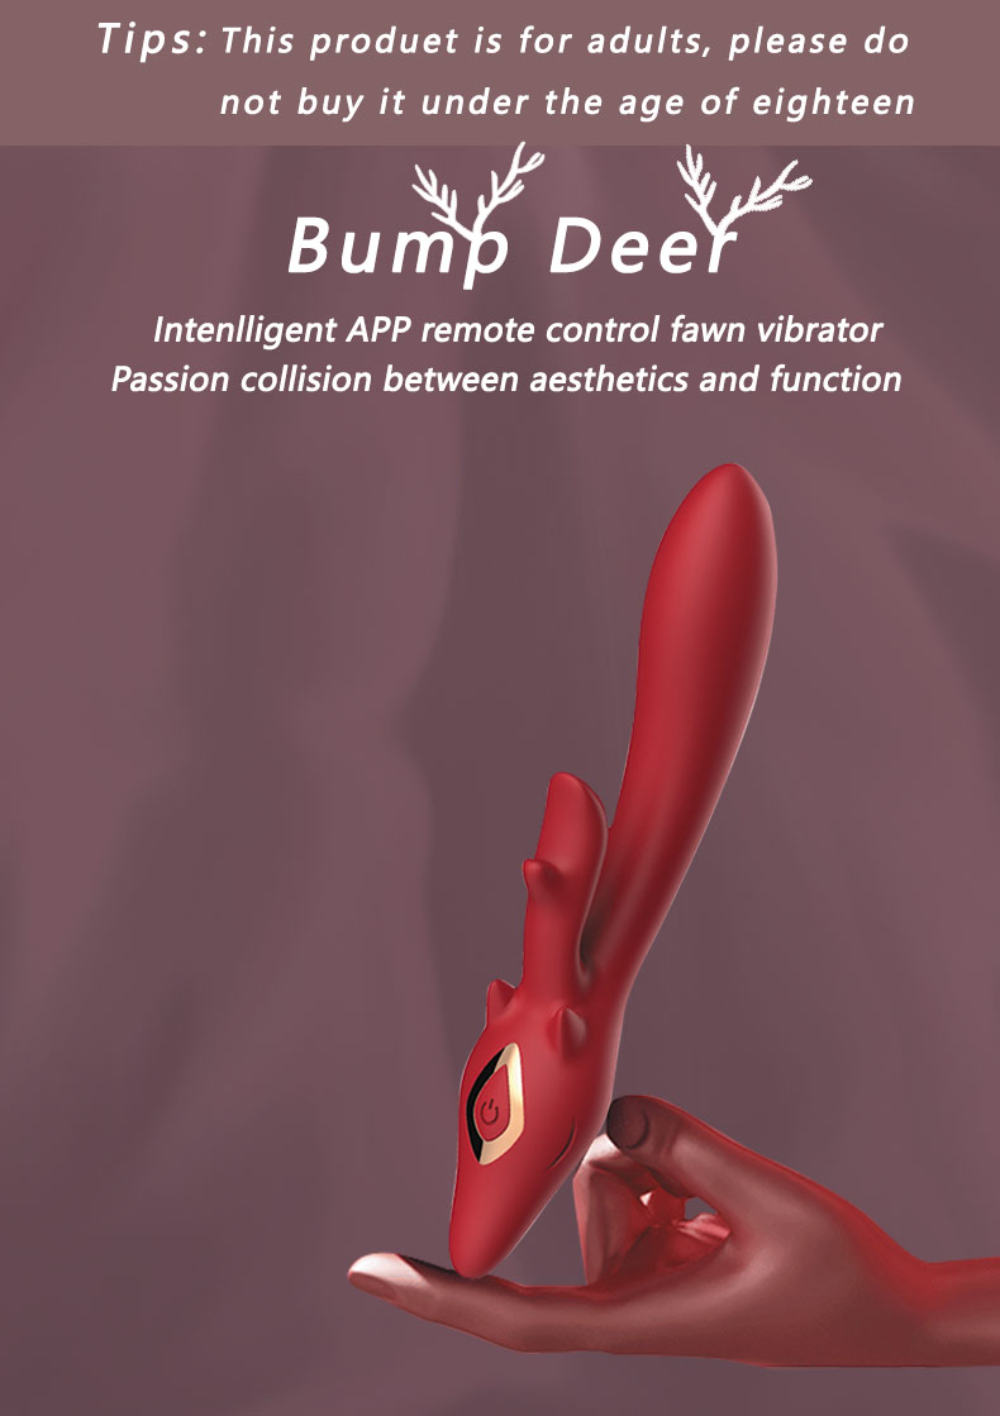 Tips: This produet is for adults, please do
not buy it under the age of eighteen
Bump Deer
Intenlligent APP remote control fawn vibrator
Passion collision between aesthetics and function